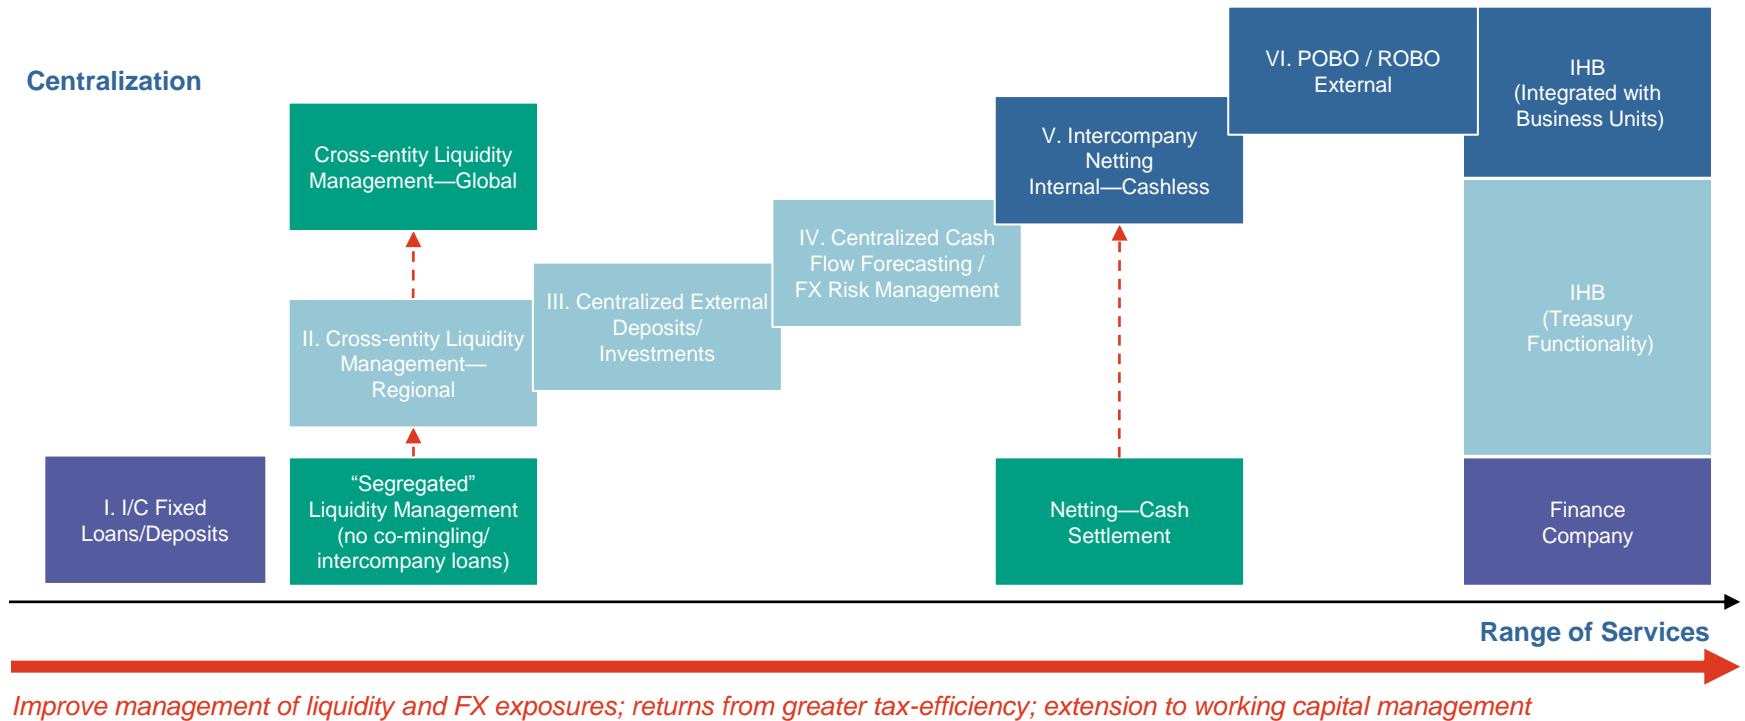 Centralization
Cross-entity Liquidity
Management—Global
II. Cross-entity Liquidity
Management—
Regional
I. I/C Fixed
Loans/Deposits
“Segregated”
Liquidity Management
(no co-mingling/
intercompany loans)
III. Centralized External
Deposits/
Investments
IV. Centralized Cash
Flow Forecasting /
FX Risk Management
V. Intercompany
Netting
Internal—Cashless
Netting—Cash
Settlement
VI. POBO / ROBO
External
IHB
(Integrated with
Business Units)
IHB
(Treasury
Functionality)
Finance
Company
Range of Services
Improve management of liquidity and FX exposures; returns from greater tax-efficiency; extension to working capital management